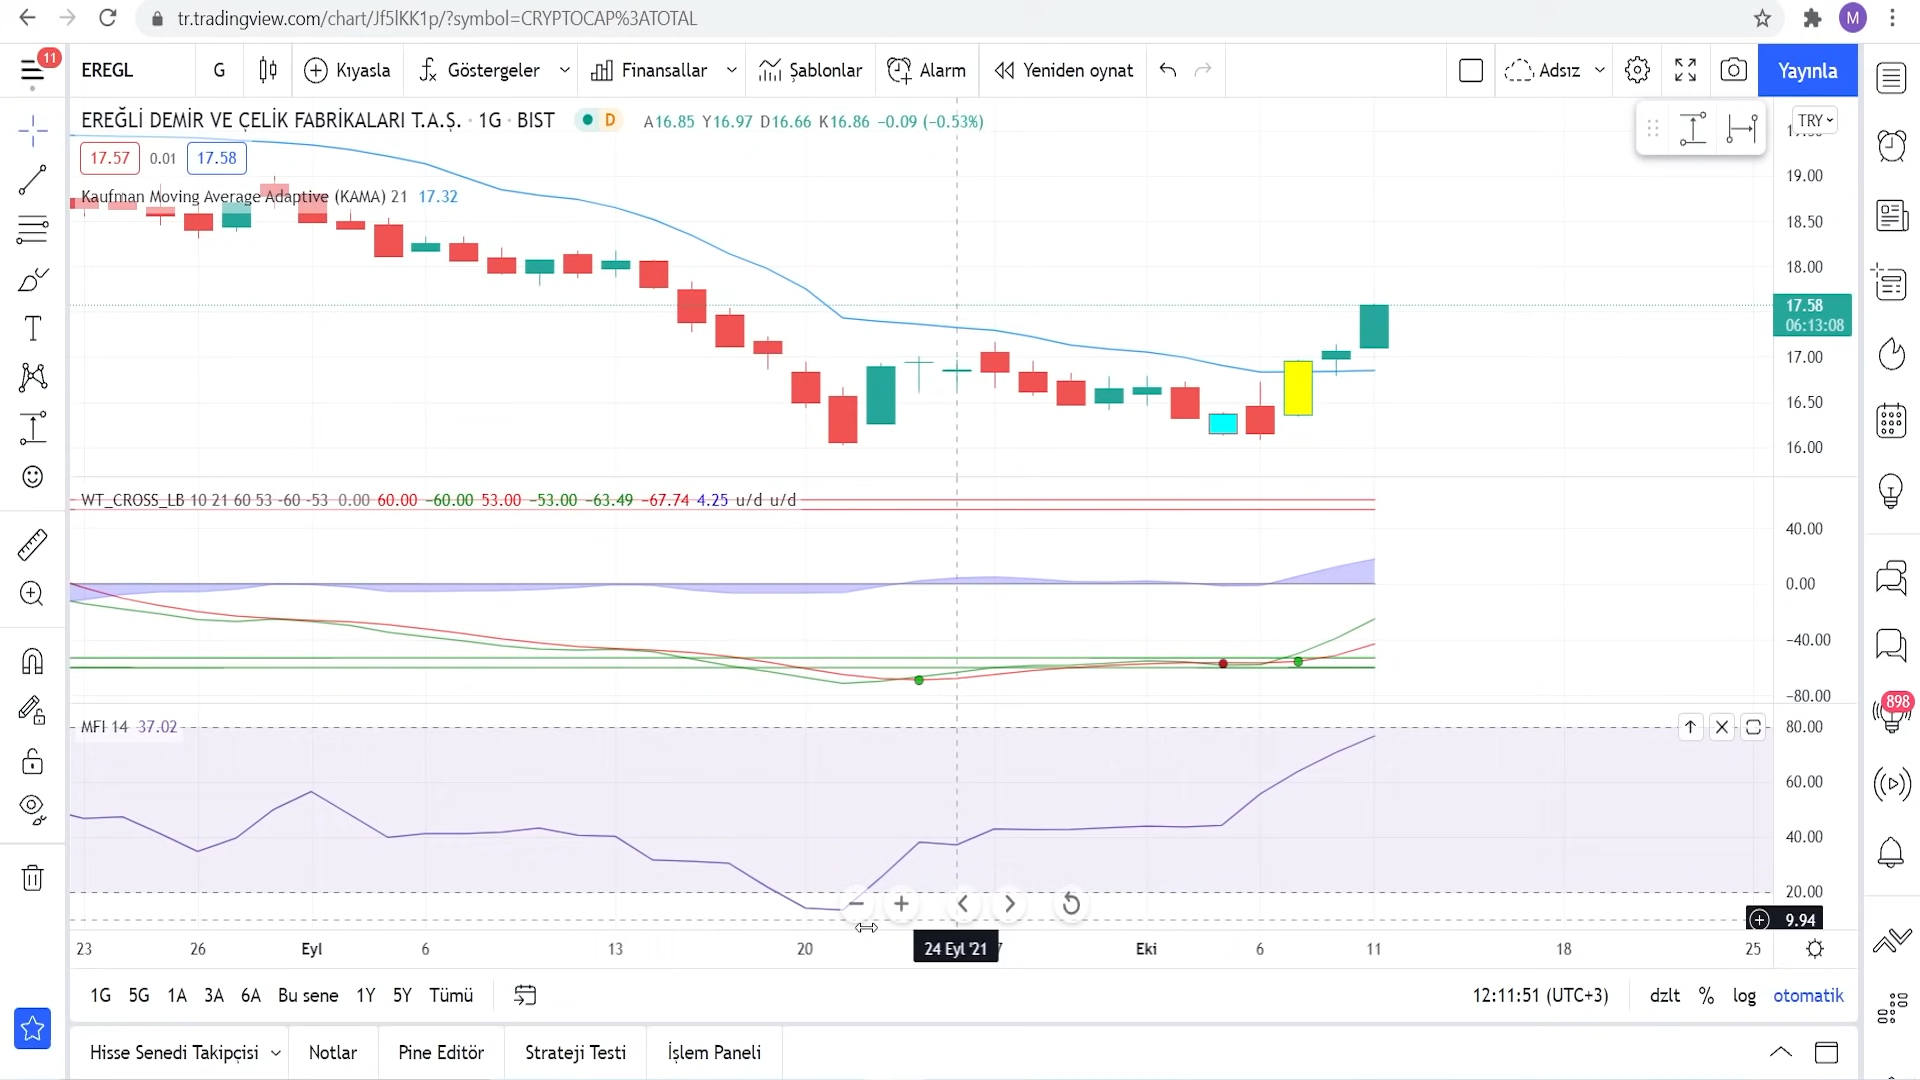 tr.tradingview.com/chart/Jf5lKK1p/?symbol=CRYPTOCAP%3ATOTAL
M
11
EREGL G Kıyasla Göstergeler Finansallar Şablonlar Alarm Yeniden oynat Adsız Yayınla
EREĞLİ DEMİR VE ÇELİK FABRİKALARI T.A.Ş. · 1G · BIST D A16.85 Y16.97 D16.66 K16.86 −0.09 (−0.53%)
TRY
17.57 0.01 17.58
Kaufman Moving Average Adaptive (KAMA) 21 17.32
19.00
18.50
18.00
17.58
06:13:08
17.00
16.50
16.00
WT_CROSS_LB 10 21 60 53 -60 -53 0.00 60.00 −60.00 53.00 −53.00 −63.49 −67.74 4.25 u/d u/d
40.00
0.00
−40.00
−80.00
898
MFI 14 37.02
80.00
60.00
40.00
20.00
9.94
23 26 Eyl 6 13 20 24 Eyl '21 Eki 6 11 18 25
1G 5G 1A 3A 6A Bu sene 1Y 5Y Tümü 12:11:51 (UTC+3) dzlt % log otomatik
Hisse Senedi Takipçisi Notlar Pine Editör Strateji Testi İşlem Paneli